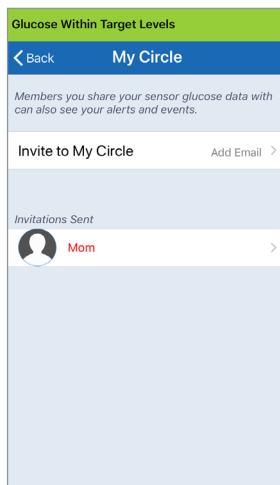 Glucose Within Target Levels
Back
My Circle
Members you share your sensor glucose data with
can also see your alerts and events.
Invite to My Circle
Add Email
Invitations Sent
Mom